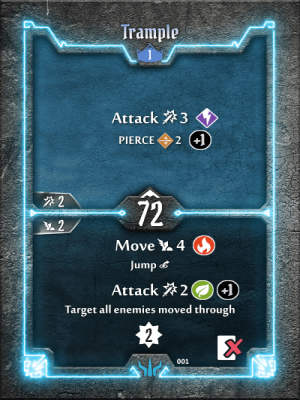 Trample
1
Attack 3
PIERCE 2 +1
2
72
2
Move 4
Jump
Attack 2 +1
Target all enemies moved through
2
001